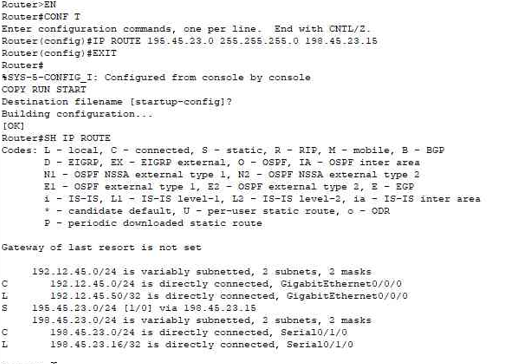 Router>EN
Router#CONF T
Enter configuration commands, one per line.  End with CNTL/Z.
Router(config)#IP ROUTE 195.45.23.0 255.255.255.0 198.45.23.15
Router(config)#EXIT
Router#
%SYS-5-CONFIG_I: Configured from console by console
COPY RUN START
Destination filename [startup-config]?
Building configuration...
[OK]
Router#SH IP ROUTE
Codes: L - local, C - connected, S - static, R - RIP, M - mobile, B - BGP
       D - EIGRP, EX - EIGRP external, O - OSPF, IA - OSPF inter area
       N1 - OSPF NSSA external type 1, N2 - OSPF NSSA external type 2
       E1 - OSPF external type 1, E2 - OSPF external type 2, E - EGP
       i - IS-IS, L1 - IS-IS level-1, L2 - IS-IS level-2, ia - IS-IS inter area
       * - candidate default, U - per-user static route, o - ODR
       P - periodic downloaded static route
Gateway of last resort is not set
     192.12.45.0/24 is variably subnetted, 2 subnets, 2 masks
C       192.12.45.0/24 is directly connected, GigabitEthernet0/0/0
L       192.12.45.50/32 is directly connected, GigabitEthernet0/0/0
S    195.45.23.0/24 [1/0] via 198.45.23.15
     198.45.23.0/24 is variably subnetted, 2 subnets, 2 masks
C       198.45.23.0/24 is directly connected, Serial0/1/0
L       198.45.23.16/32 is directly connected, Serial0/1/0